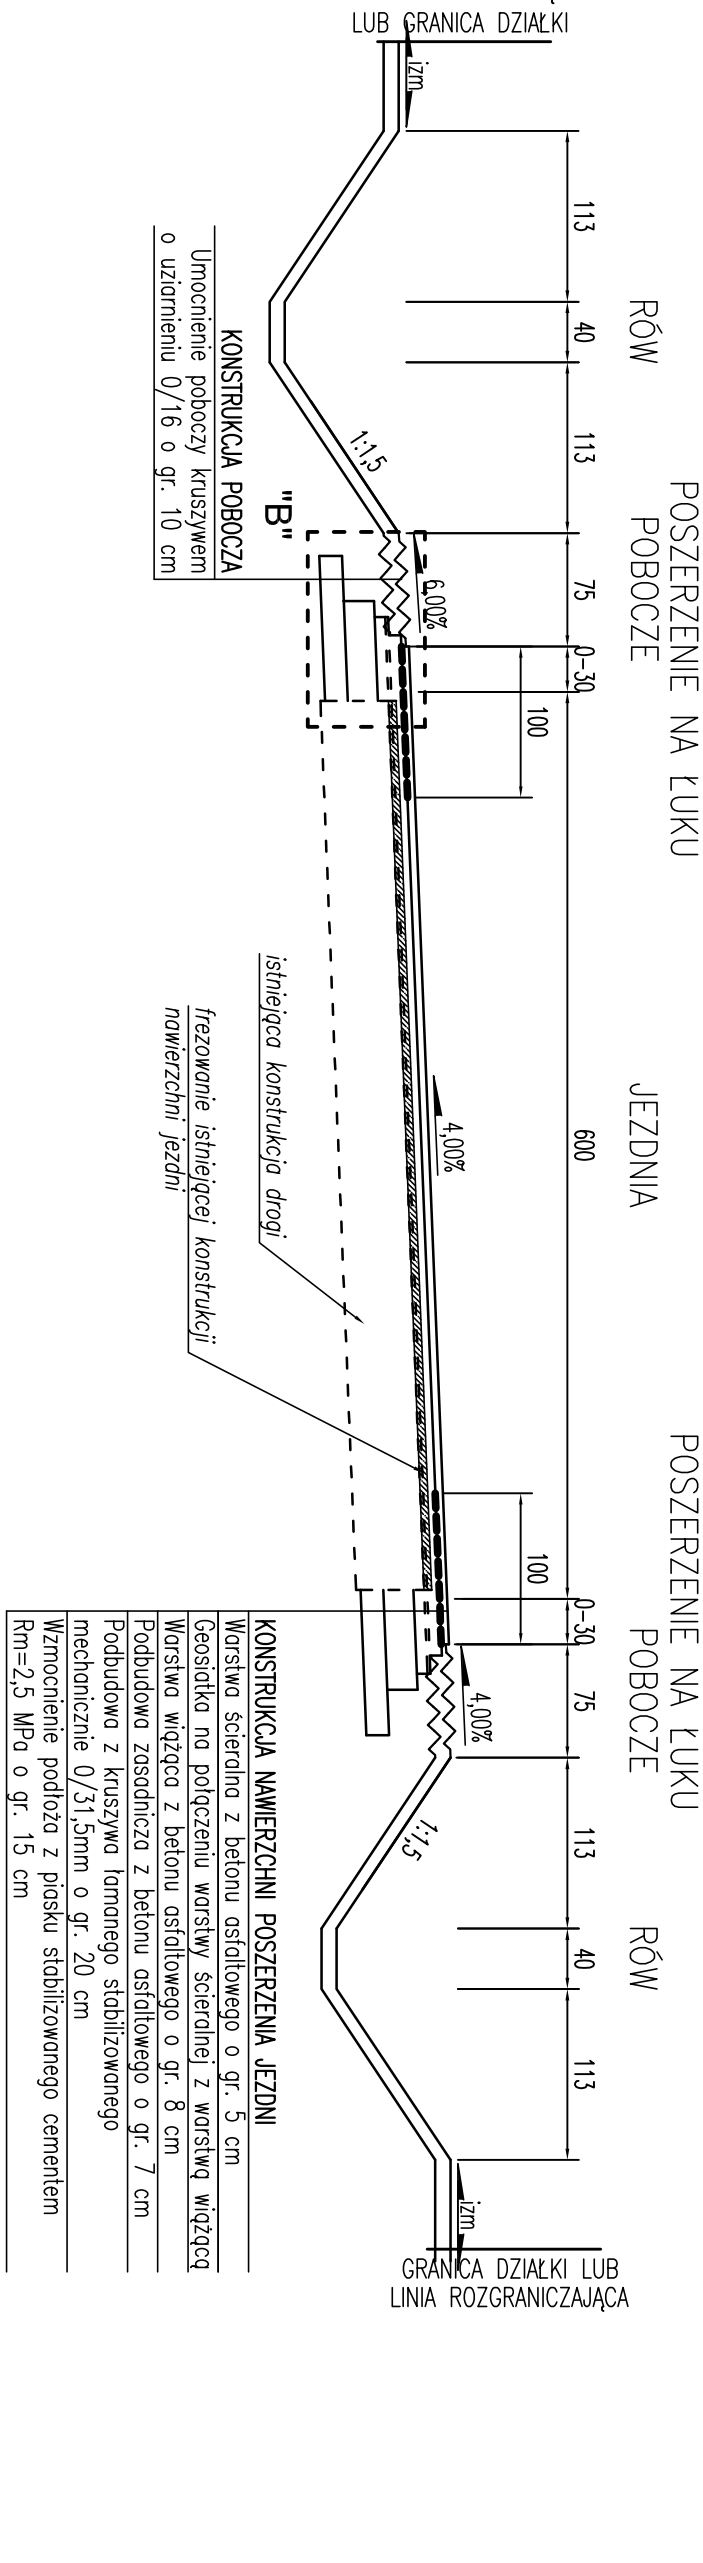 LUB GRANICA DZIAŁKI
izm
RÓW
POSZERZENIE NA ŁUKU
POBOCZE
JEZDNIA
POSZERZENIE NA ŁUKU
POBOCZE
RÓW
113
40
113
75
0-30
600
0-30
75
113
40
113
100
100
1:1,5
6,00%
4,00%
4,00%
1:1,5
izm
"B"
KONSTRUKCJA POBOCZA
Umocnienie poboczy kruszywem
o uziarnieniu 0/16 o gr. 10 cm
istniejąca konstrukcja drogi
frezowanie istniejącej konstrukcji
nawierzchni jezdni
KONSTRUKCJA NAWIERZCHNI POSZERZENIA JEZDNI
Warstwa ścieralna z betonu asfaltowego o gr. 5 cm
Geosiatka na połączeniu warstwy ścieralnej z warstwą wiążącą
Warstwa wiążąca z betonu asfaltowego o gr. 8 cm
Podbudowa zasadnicza z betonu asfaltowego o gr. 7 cm
Podbudowa z kruszywa łamanego stabilizowanego
mechanicznie 0/31,5mm o gr. 20 cm
Wzmocnienie podłoża z piasku stabilizowanego cementem
Rm=2,5 MPa o gr. 15 cm
GRANICA DZIAŁKI LUB
LINIA ROZGRANICZAJĄCA